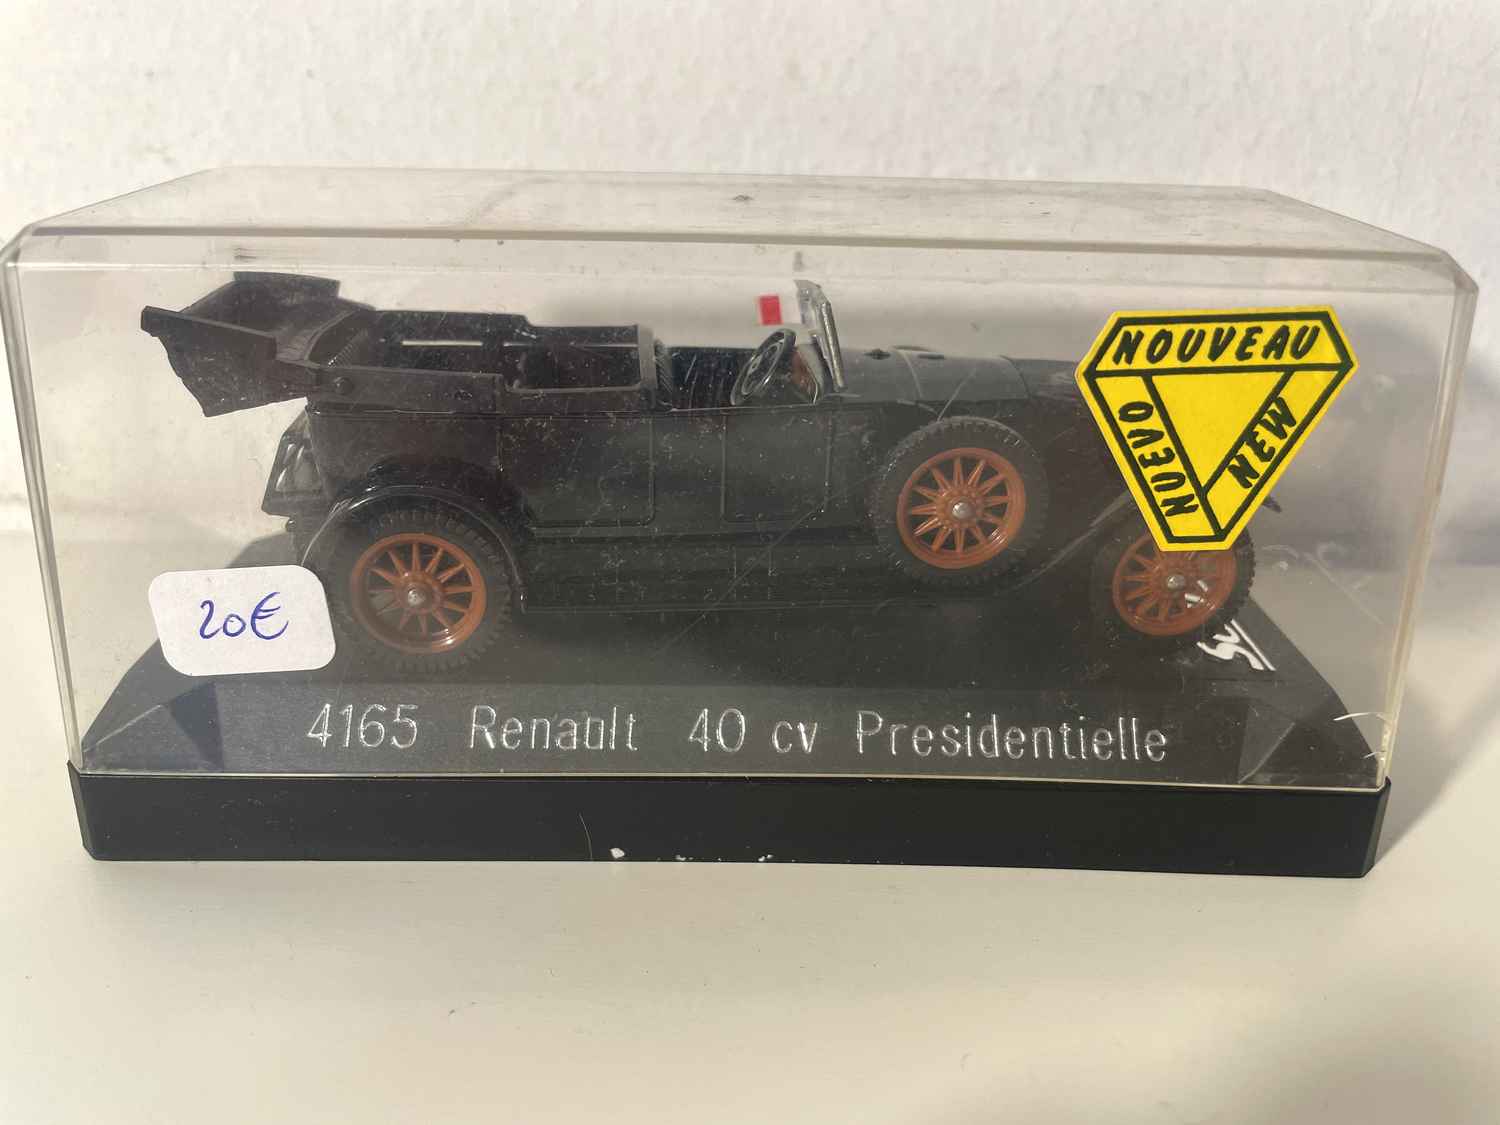 NOUVEAU
NUEVO
NEW
20€
4165 Renault 40 cv Presidentielle